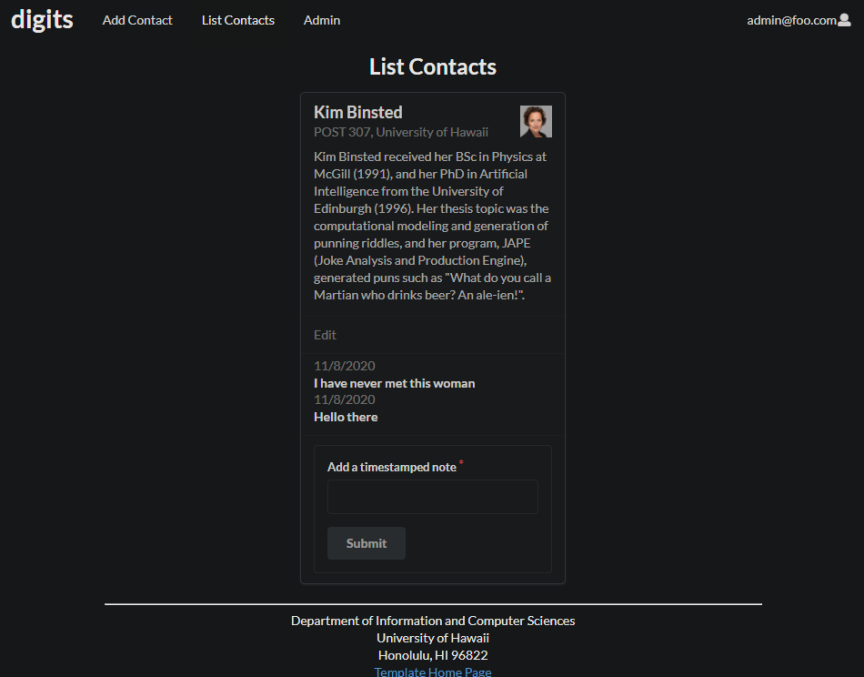 digits Add Contact List Contacts Admin admin@foo.com
List Contacts
Kim Binsted
POST 307, University of Hawaii
Kim Binsted received her BSc in Physics at
McGill (1991), and her PhD in Artificial
Intelligence from the University of
Edinburgh (1996). Her thesis topic was the
computational modeling and generation of
punning riddles, and her program, JAPE
(Joke Analysis and Production Engine),
generated puns such as "What do you call a
Martian who drinks beer? An ale-ien!".
Edit
11/8/2020
I have never met this woman
11/8/2020
Hello there
Add a timestamped note *
Submit
Department of Information and Computer Sciences
University of Hawaii
Honolulu, HI 96822
Template Home Page